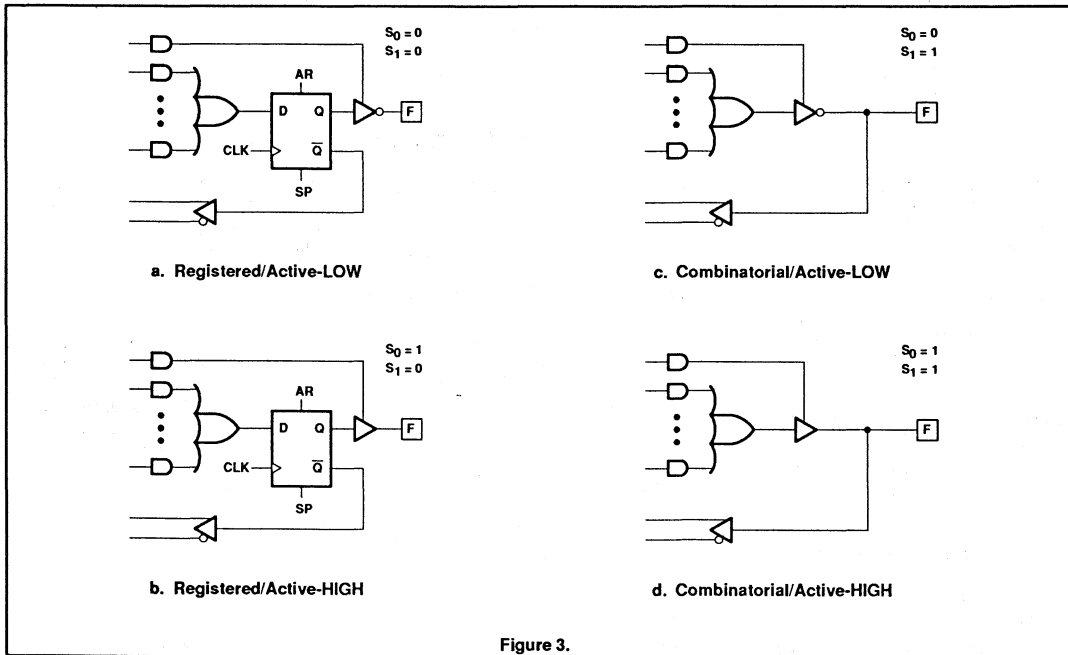 S0 = 0
S1 = 0
AR
D Q
F
CLK
Q̅
SP
a. Registered/Active-LOW
S0 = 0
S1 = 1
F
c. Combinatorial/Active-LOW
S0 = 1
S1 = 0
AR
D Q
F
CLK
Q̅
SP
b. Registered/Active-HIGH
S0 = 1
S1 = 1
F
d. Combinatorial/Active-HIGH
Figure 3.